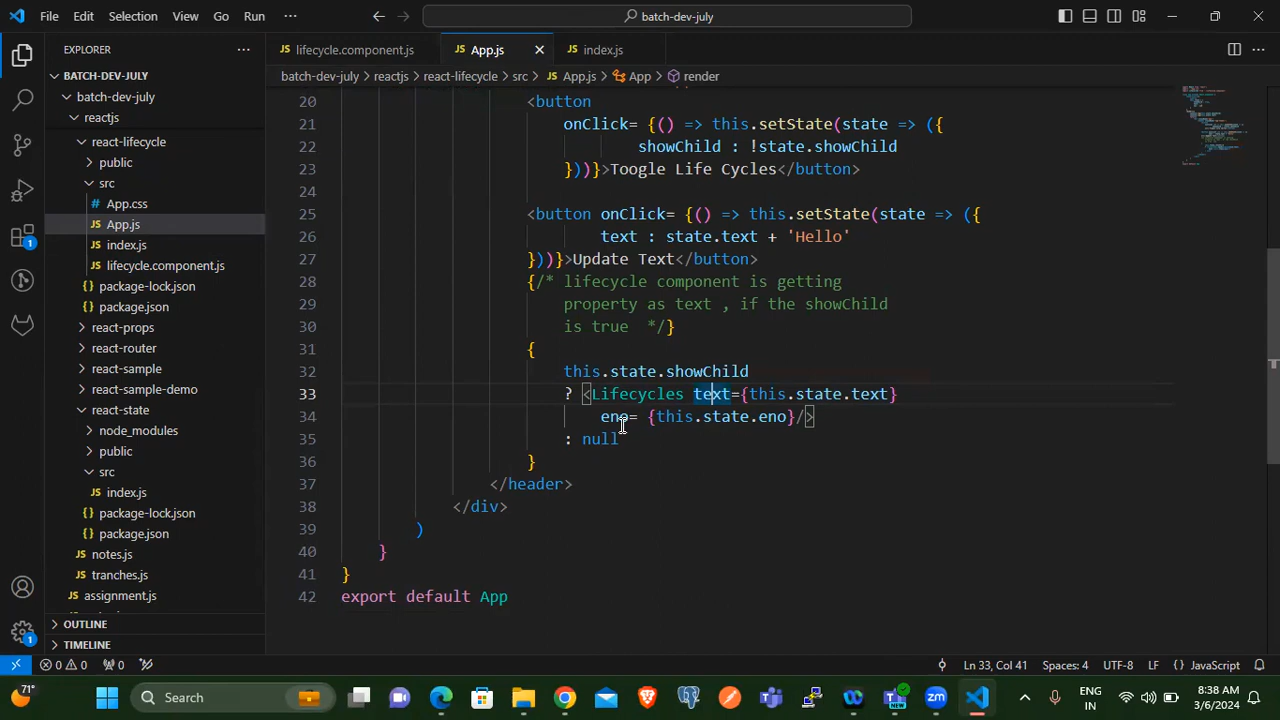 File Edit Selection View Go Run ··· batch-dev-july
EXPLORER ··· lifecycle.component.js App.js index.js
BATCH-DEV-JULY batch-dev-july > reactjs > react-lifecycle > src > App.js > App > render
batch-dev-july
reactjs
react-lifecycle
public
src
App.css
App.js
index.js
lifecycle.component.js
package-lock.json
package.json
react-props
react-router
react-sample
react-sample-demo
react-state
node_modules
public
src
index.js
package-lock.json
package.json
notes.js
tranches.js
assignment.js
OUTLINE
TIMELINE
20 <button
21 onClick= {() => this.setState(state => ({
22 showChild : !state.showChild
23 }))}>Toogle Life Cycles</button>
24
25 <button onClick= {() => this.setState(state => ({
26 text : state.text + 'Hello'
27 }))}>Update Text</button>
28 {/* lifecycle component is getting
29 property as text , if the showChild
30 is true */}
31 {
32 this.state.showChild
33 ? <Lifecycles text={this.state.text}
34 eno= {this.state.eno}/>
35 : null
36 }
37 </header>
38 </div>
39 )
40 }
41 }
42 export default App
0 0 0 Ln 33, Col 41 Spaces: 4 UTF-8 LF {} JavaScript
71° Search ENG IN 8:38 AM 3/6/2024